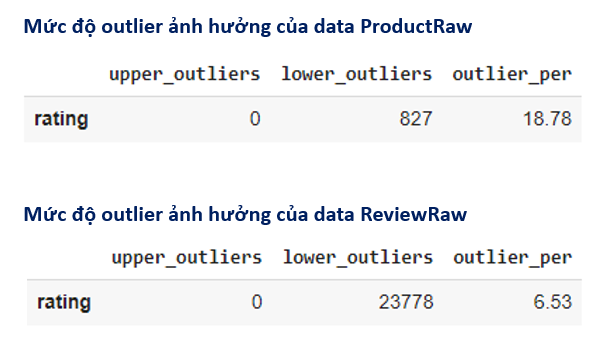 Mức độ outlier ảnh hưởng của data ProductRaw
upper_outliers lower_outliers outlier_per
rating 0 827 18.78
Mức độ outlier ảnh hưởng của data ReviewRaw
upper_outliers lower_outliers outlier_per
rating 0 23778 6.53